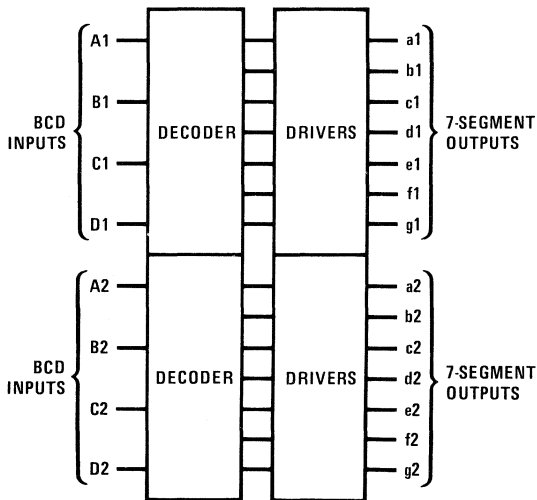 A1
B1
C1
D1
BCD
INPUTS
DECODER
DRIVERS
a1
b1
c1
d1
e1
f1
g1
7-SEGMENT
OUTPUTS
A2
B2
C2
D2
BCD
INPUTS
DECODER
DRIVERS
a2
b2
c2
d2
e2
f2
g2
7-SEGMENT
OUTPUTS